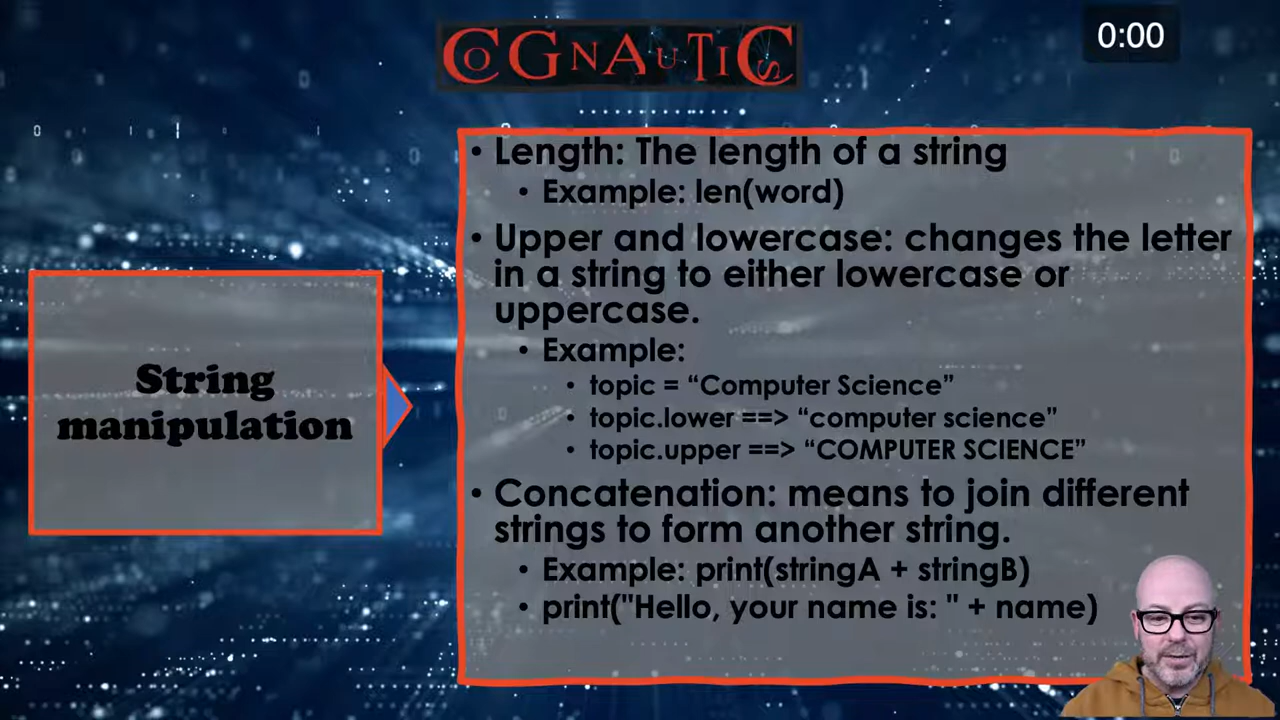 COGNAUTICS
0:00
• Length: The length of a string
• Example: len(word)
• Upper and lowercase: changes the letter
in a string to either lowercase or
uppercase.
• Example:
• topic = “Computer Science”
• topic.lower ==> “computer science”
• topic.upper ==> “COMPUTER SCIENCE”
• Concatenation: means to join different
strings to form another string.
• Example: print(stringA + stringB)
• print("Hello, your name is: " + name)
String
manipulation